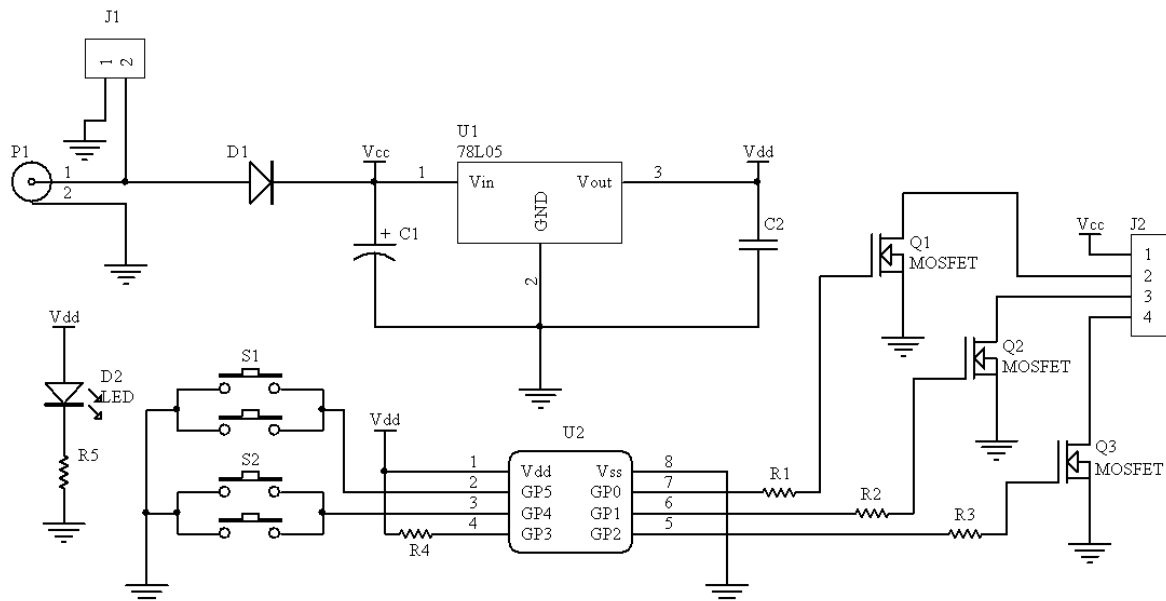 J1
1
2
P1
1
2
D1
Vcc
1
U1
78L05
Vin
Vout
GND
2
3
Vdd
+
C1
C2
Q1
MOSFET
Vcc
J2
1
2
3
4
Q2
MOSFET
Q3
MOSFET
Vdd
D2
LED
R5
S1
S2
Vdd
U2
1
Vdd
Vss
8
2
GP5
GP0
7
3
GP4
GP1
6
4
GP3
GP2
5
R4
R1
R2
R3